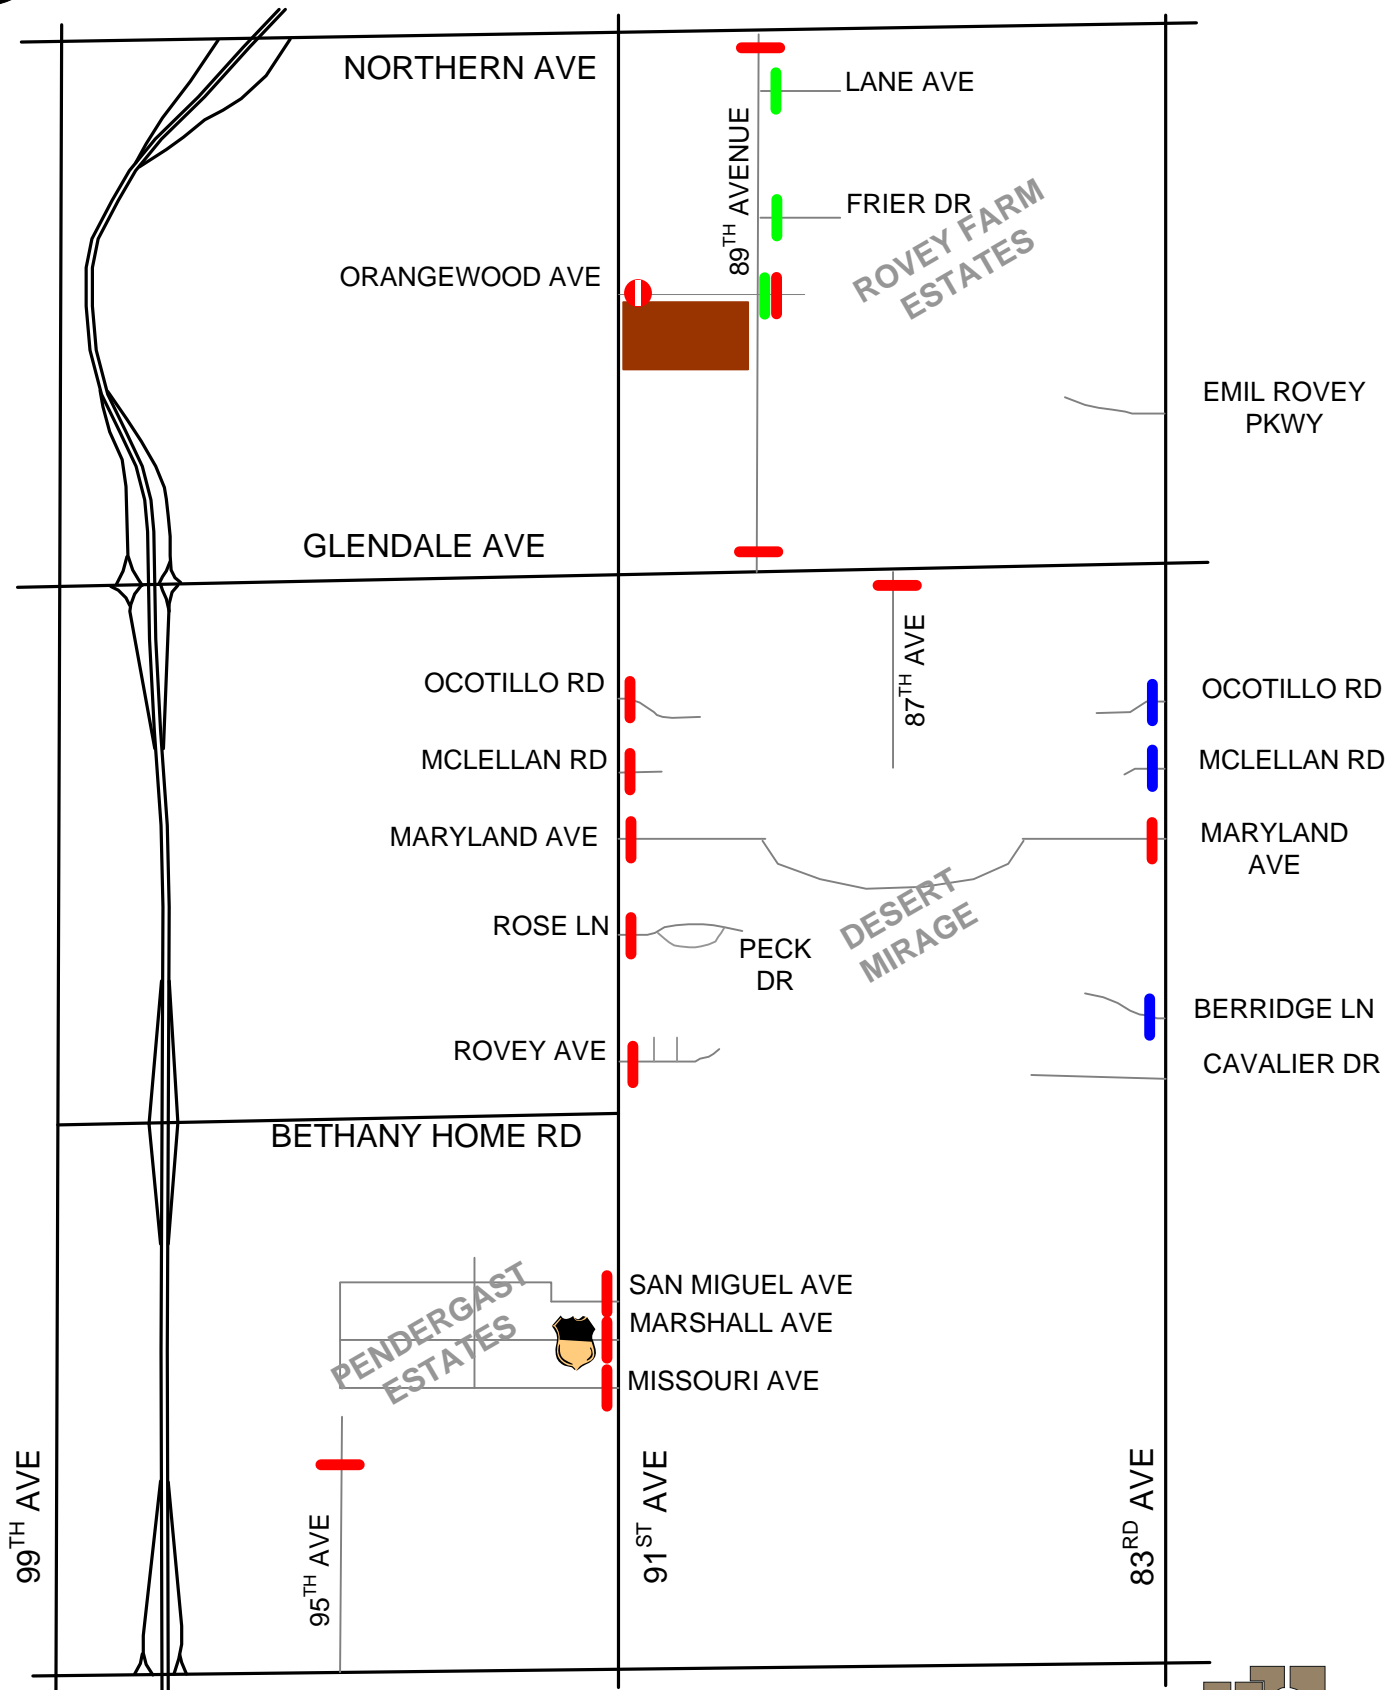 NORTHERN AVE
LANE AVE
89TH AVENUE
FRIER DR
ROVEY FARM
ESTATES
ORANGEWOOD AVE
EMIL ROVEY
PKWY
GLENDALE AVE
87TH AVE
OCOTILLO RD
OCOTILLO RD
MCLELLAN RD
MCLELLAN RD
MARYLAND AVE
MARYLAND
AVE
DESERT
MIRAGE
ROSE LN
PECK
DR
BERRIDGE LN
ROVEY AVE
CAVALIER DR
BETHANY HOME RD
PENDERGAST
ESTATES
SAN MIGUEL AVE
MARSHALL AVE
MISSOURI AVE
99TH AVE
95TH AVE
91ST AVE
83RD AVE